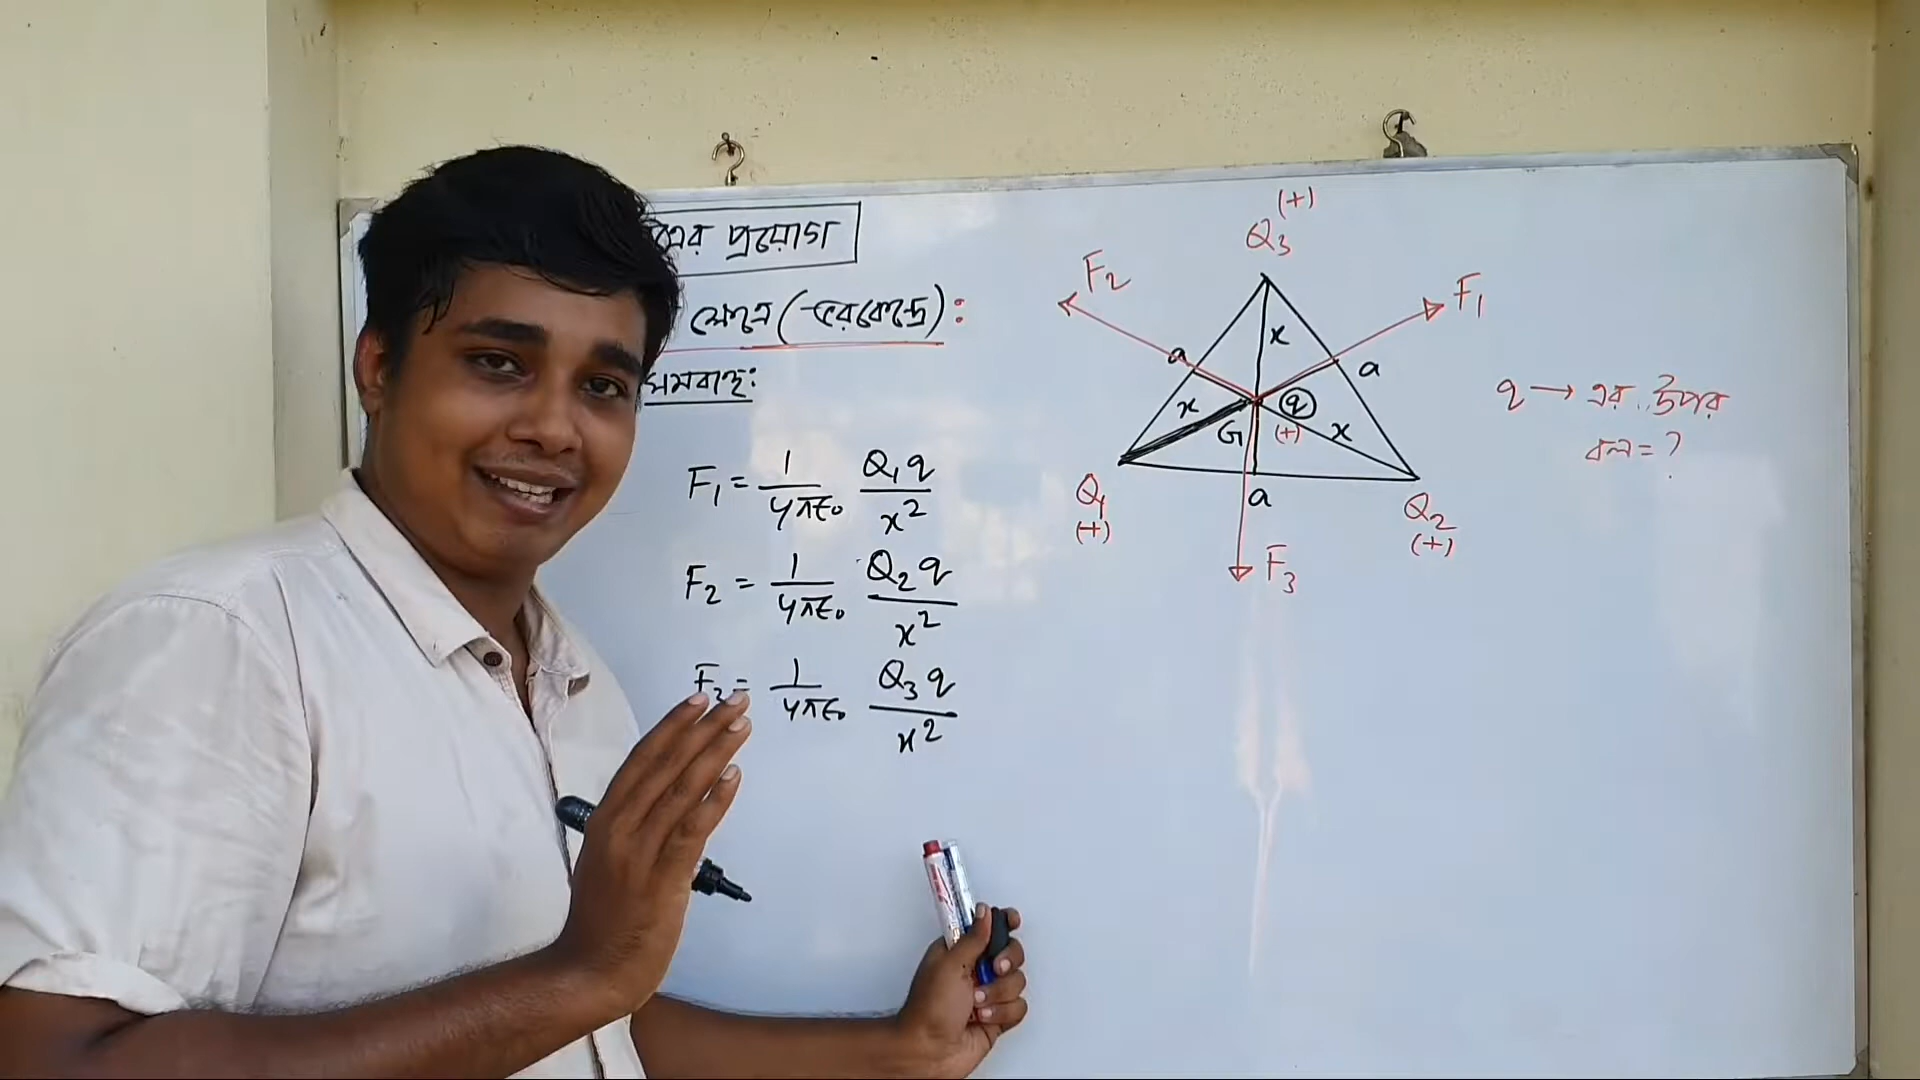 ত্রের প্রয়োগ
ক্ষেত্রে (ভরকেন্দ্রে):
সমবাহু:
F₁ = 1/4πε₀ Q₁q/x²
F₂ = 1/4πε₀ Q₂q/x²
F₃ = 1/4πε₀ Q₃q/x²
(+)
Q₃
F₂
F₁
x
a
a
x
G
q
(+)
x
Q₁
(+)
a
Q₂
(+)
F₃
q → এর উপর
বল = ?